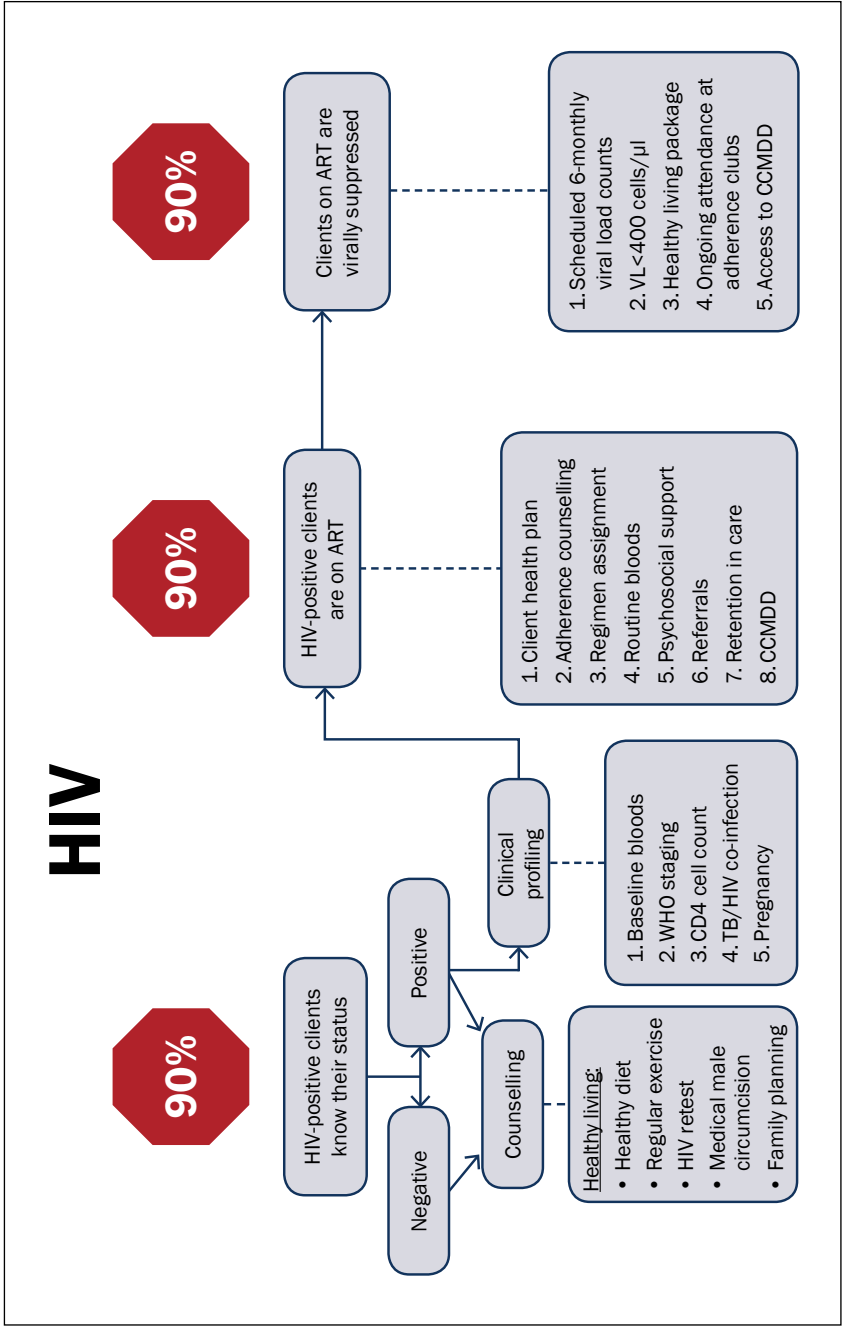 HIV
90%
90%
90%
HIV-positive clients
know their status
Negative
Positive
Counselling
Healthy living:
• Healthy diet
• Regular exercise
• HIV retest
• Medical male
circumcision
• Family planning
Clinical
profiling
1. Baseline bloods
2. WHO staging
3. CD4 cell count
4. TB/HIV co-infection
5. Pregnancy
HIV-positive clients
are on ART
1. Client health plan
2. Adherence counselling
3. Regimen assignment
4. Routine bloods
5. Psychosocial support
6. Referrals
7. Retention in care
8. CCMDD
Clients on ART are
virally suppressed
1. Scheduled 6-monthly
viral load counts
2. VL<400 cells/µl
3. Healthy living package
4. Ongoing attendance at
adherence clubs
5. Access to CCMDD